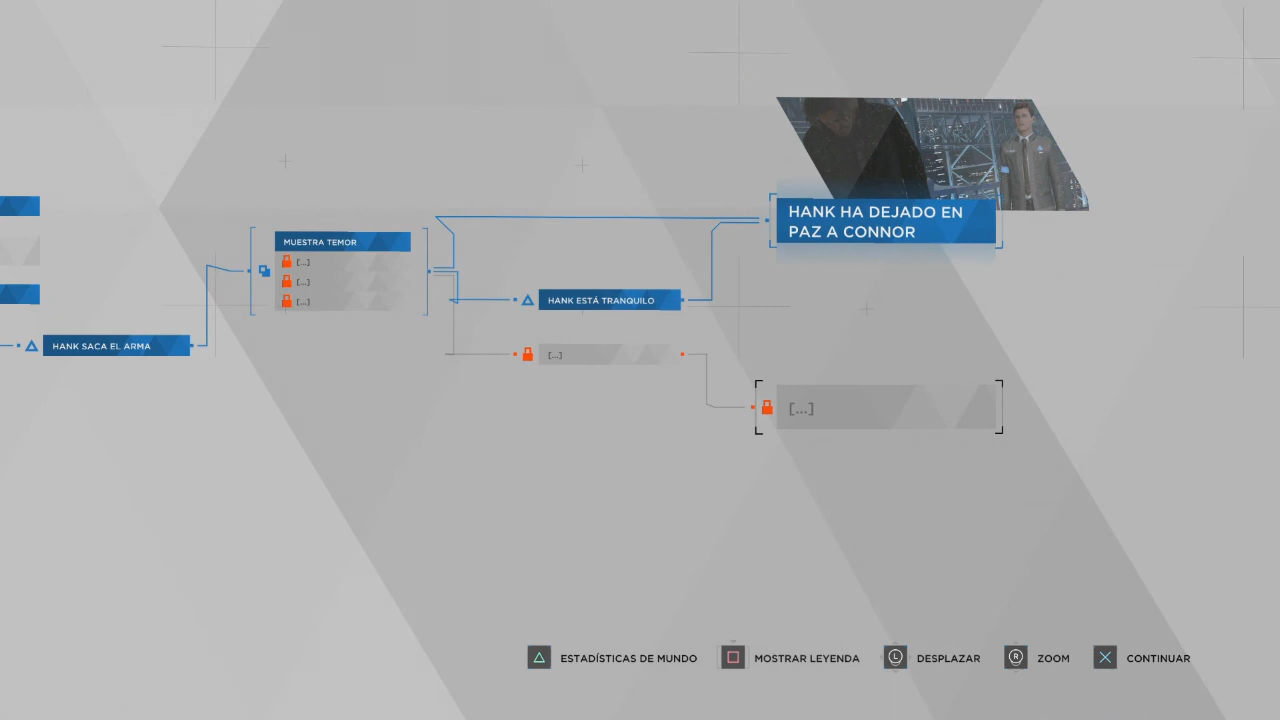 HANK HA DEJADO EN
PAZ A CONNOR
MUESTRA TEMOR
[...]
[...]
[...]
HANK ESTÁ TRANQUILO
HANK SACA EL ARMA
[...]
[...]
ESTADÍSTICAS DE MUNDO
MOSTRAR LEYENDA
L
DESPLAZAR
R
ZOOM
CONTINUAR